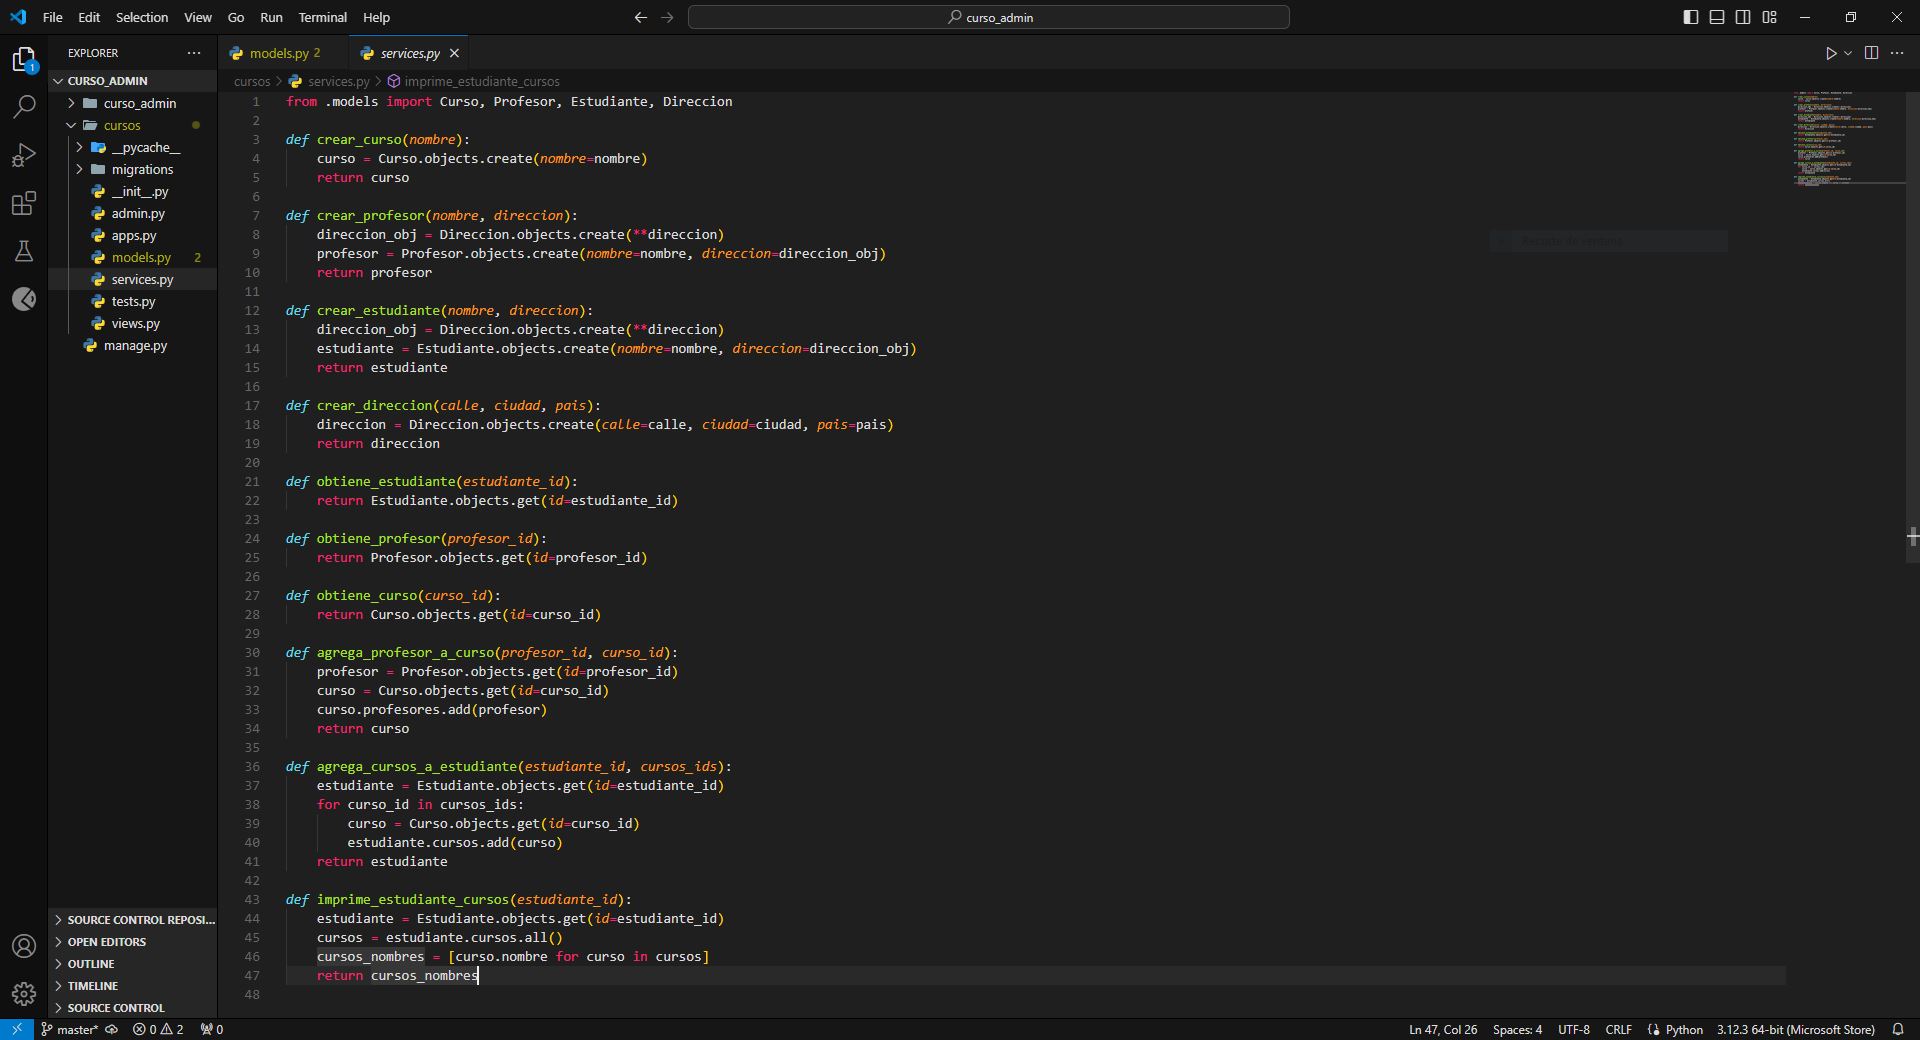 File Edit Selection View Go Run Terminal Help
curso_admin
EXPLORER
CURSO_ADMIN
curso_admin
cursos
__pycache__
migrations
__init__.py
admin.py
apps.py
models.py 2
services.py
tests.py
views.py
manage.py
SOURCE CONTROL REPOSI...
OPEN EDITORS
OUTLINE
TIMELINE
SOURCE CONTROL
1
models.py 2
services.py
cursos > services.py > imprime_estudiante_cursos
1 from .models import Curso, Profesor, Estudiante, Direccion
2
3 def crear_curso(nombre):
4     curso = Curso.objects.create(nombre=nombre)
5     return curso
6
7 def crear_profesor(nombre, direccion):
8     direccion_obj = Direccion.objects.create(**direccion)
9     profesor = Profesor.objects.create(nombre=nombre, direccion=direccion_obj)
10     return profesor
11
12 def crear_estudiante(nombre, direccion):
13     direccion_obj = Direccion.objects.create(**direccion)
14     estudiante = Estudiante.objects.create(nombre=nombre, direccion=direccion_obj)
15     return estudiante
16
17 def crear_direccion(calle, ciudad, pais):
18     direccion = Direccion.objects.create(calle=calle, ciudad=ciudad, pais=pais)
19     return direccion
20
21 def obtiene_estudiante(estudiante_id):
22     return Estudiante.objects.get(id=estudiante_id)
23
24 def obtiene_profesor(profesor_id):
25     return Profesor.objects.get(id=profesor_id)
26
27 def obtiene_curso(curso_id):
28     return Curso.objects.get(id=curso_id)
29
30 def agrega_profesor_a_curso(profesor_id, curso_id):
31     profesor = Profesor.objects.get(id=profesor_id)
32     curso = Curso.objects.get(id=curso_id)
33     curso.profesores.add(profesor)
34     return curso
35
36 def agrega_cursos_a_estudiante(estudiante_id, cursos_ids):
37     estudiante = Estudiante.objects.get(id=estudiante_id)
38     for curso_id in cursos_ids:
39         curso = Curso.objects.get(id=curso_id)
40         estudiante.cursos.add(curso)
41     return estudiante
42
43 def imprime_estudiante_cursos(estudiante_id):
44     estudiante = Estudiante.objects.get(id=estudiante_id)
45     cursos = estudiante.cursos.all()
46     cursos_nombres = [curso.nombre for curso in cursos]
47     return cursos_nombres
48
master* 0 2 0 Ln 47, Col 26 Spaces: 4 UTF-8 CRLF Python 3.12.3 64-bit (Microsoft Store)